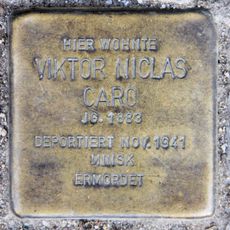 HIER WOHNTE
VIKTOR NICLAS
CARO
JG. 1883
DEPORTIERT NOV. 1941
MINSK
ERMORDET